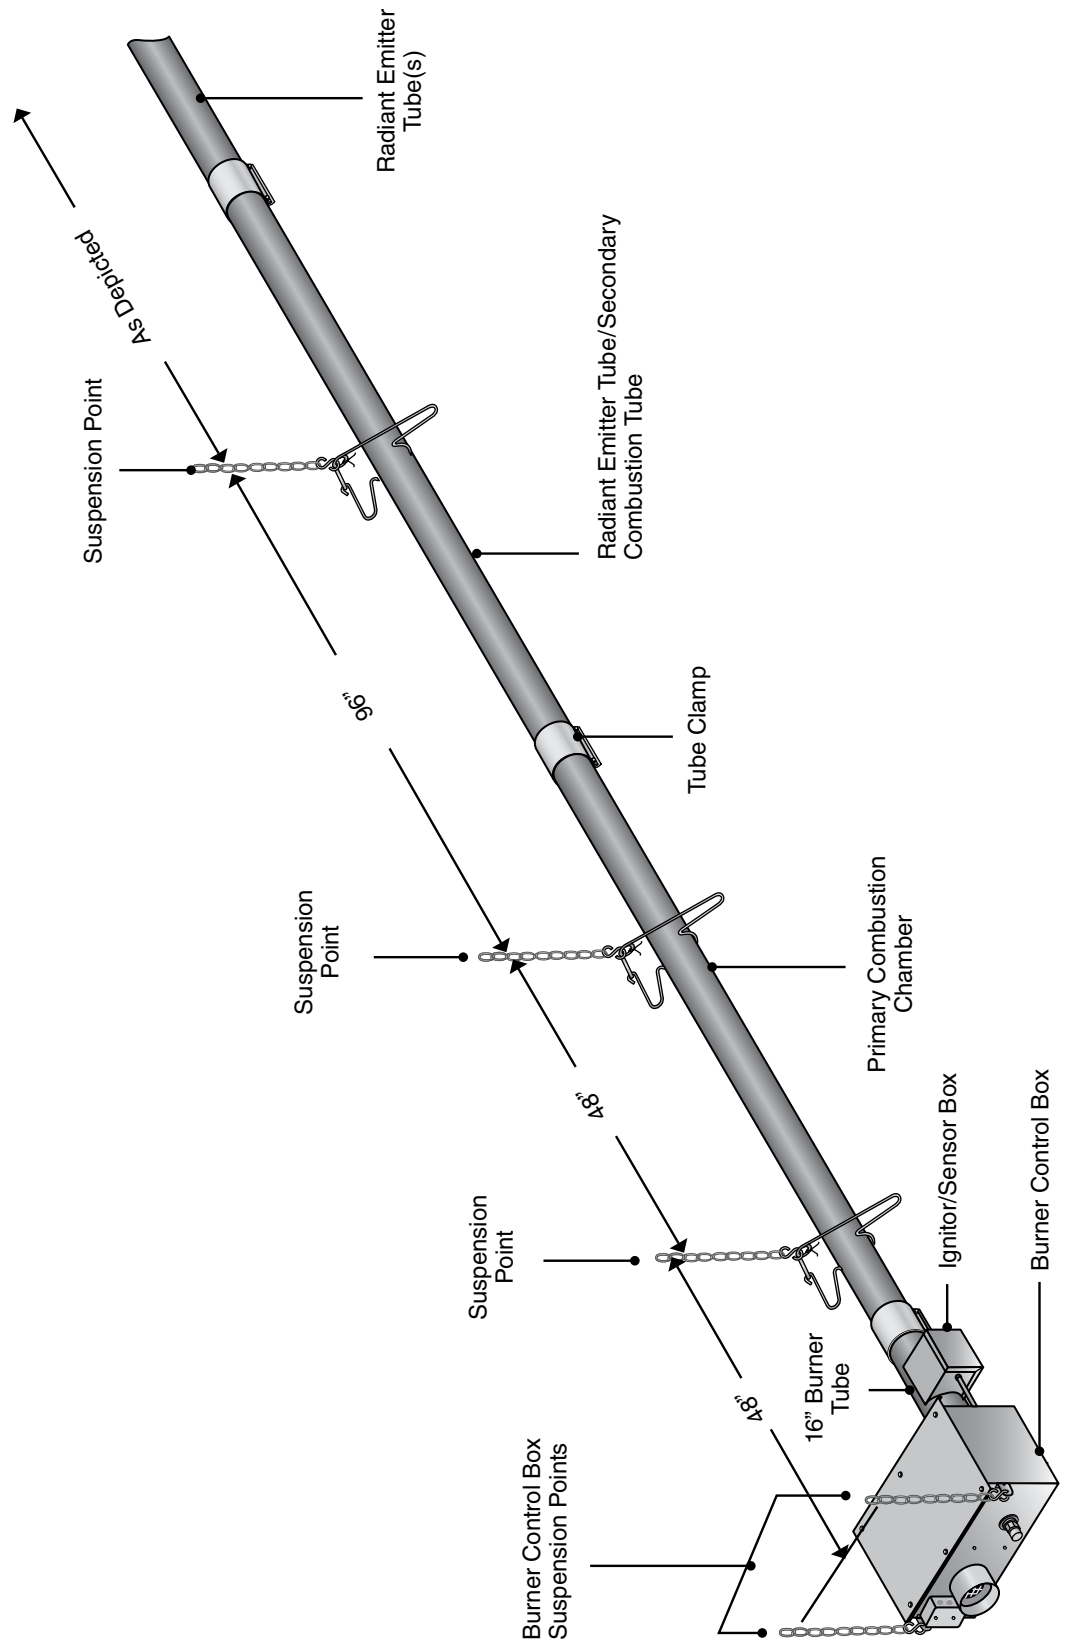 Burner Control Box
Suspension Points
48”
Suspension
Point
48”
Suspension
Point
96”
Suspension Point
As Depicted
16” Burner
Tube
Burner Control Box
Ignitor/Sensor Box
Primary Combustion
Chamber
Tube Clamp
Radiant Emitter Tube/Secondary
Combustion Tube
Radiant Emitter
Tube(s)